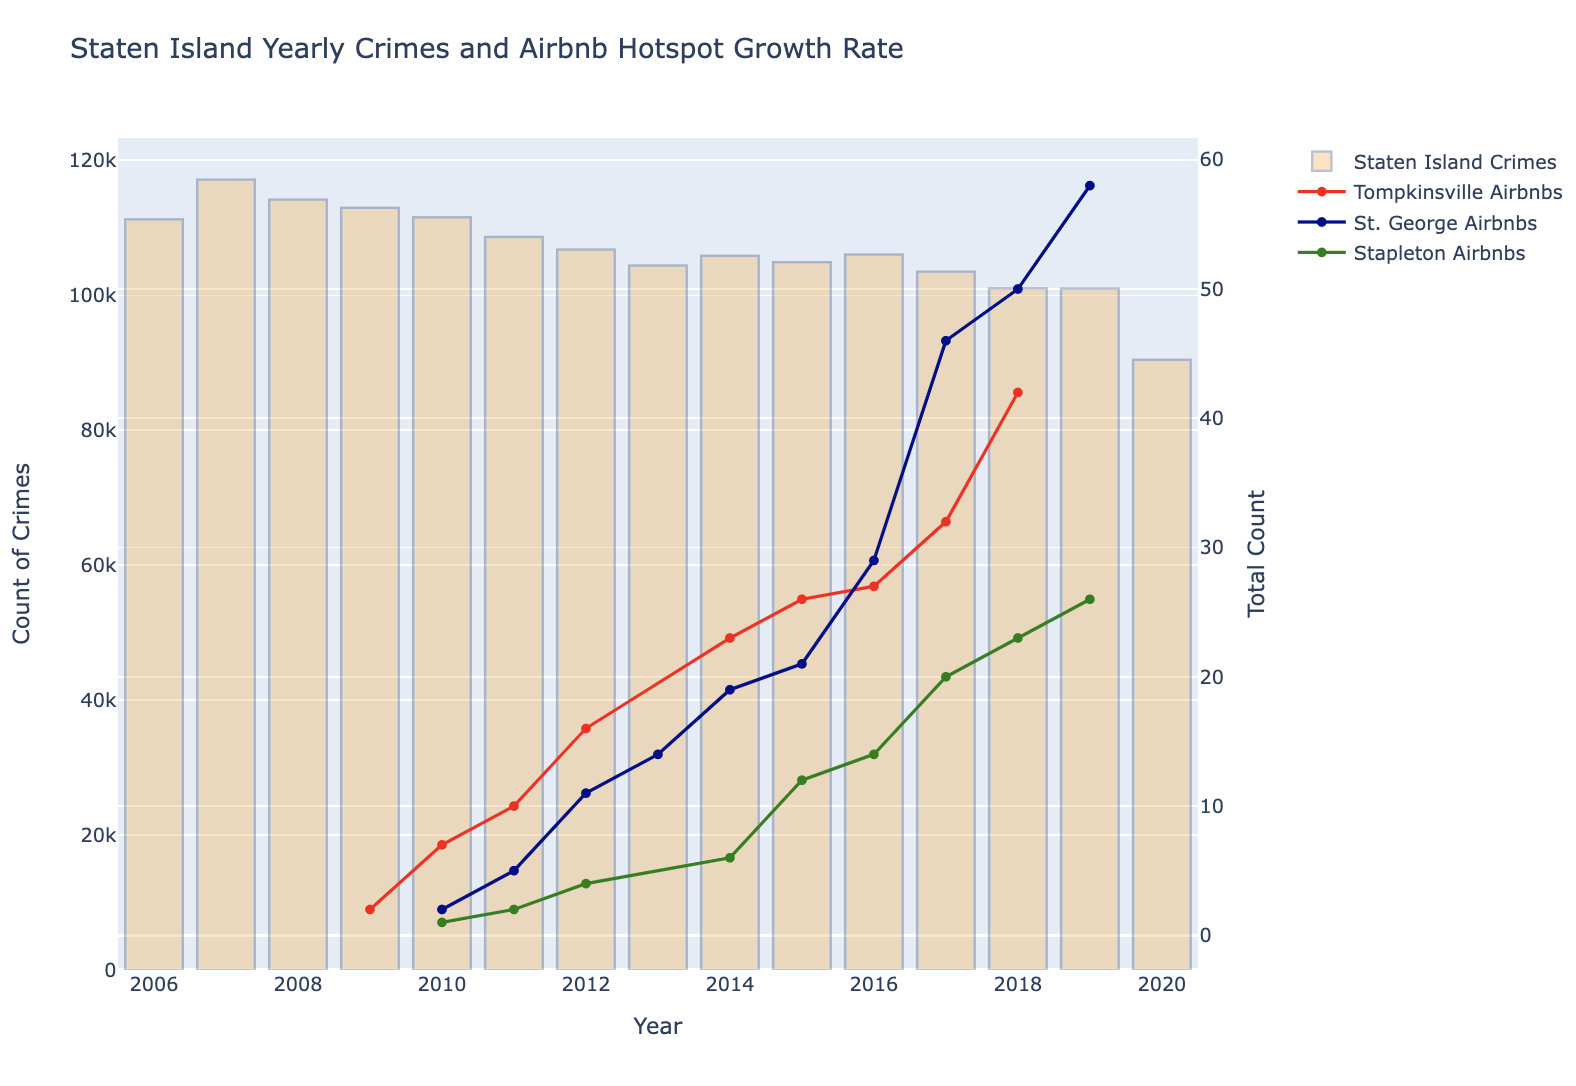 Staten Island Yearly Crimes and Airbnb Hotspot Growth Rate
Staten Island Crimes
Tompkinsville Airbnbs
St. George Airbnbs
Stapleton Airbnbs
120k
100k
80k
60k
40k
20k
0
Count of Crimes
60
50
40
30
20
10
0
Total Count
2006 2008 2010 2012 2014 2016 2018 2020
Year